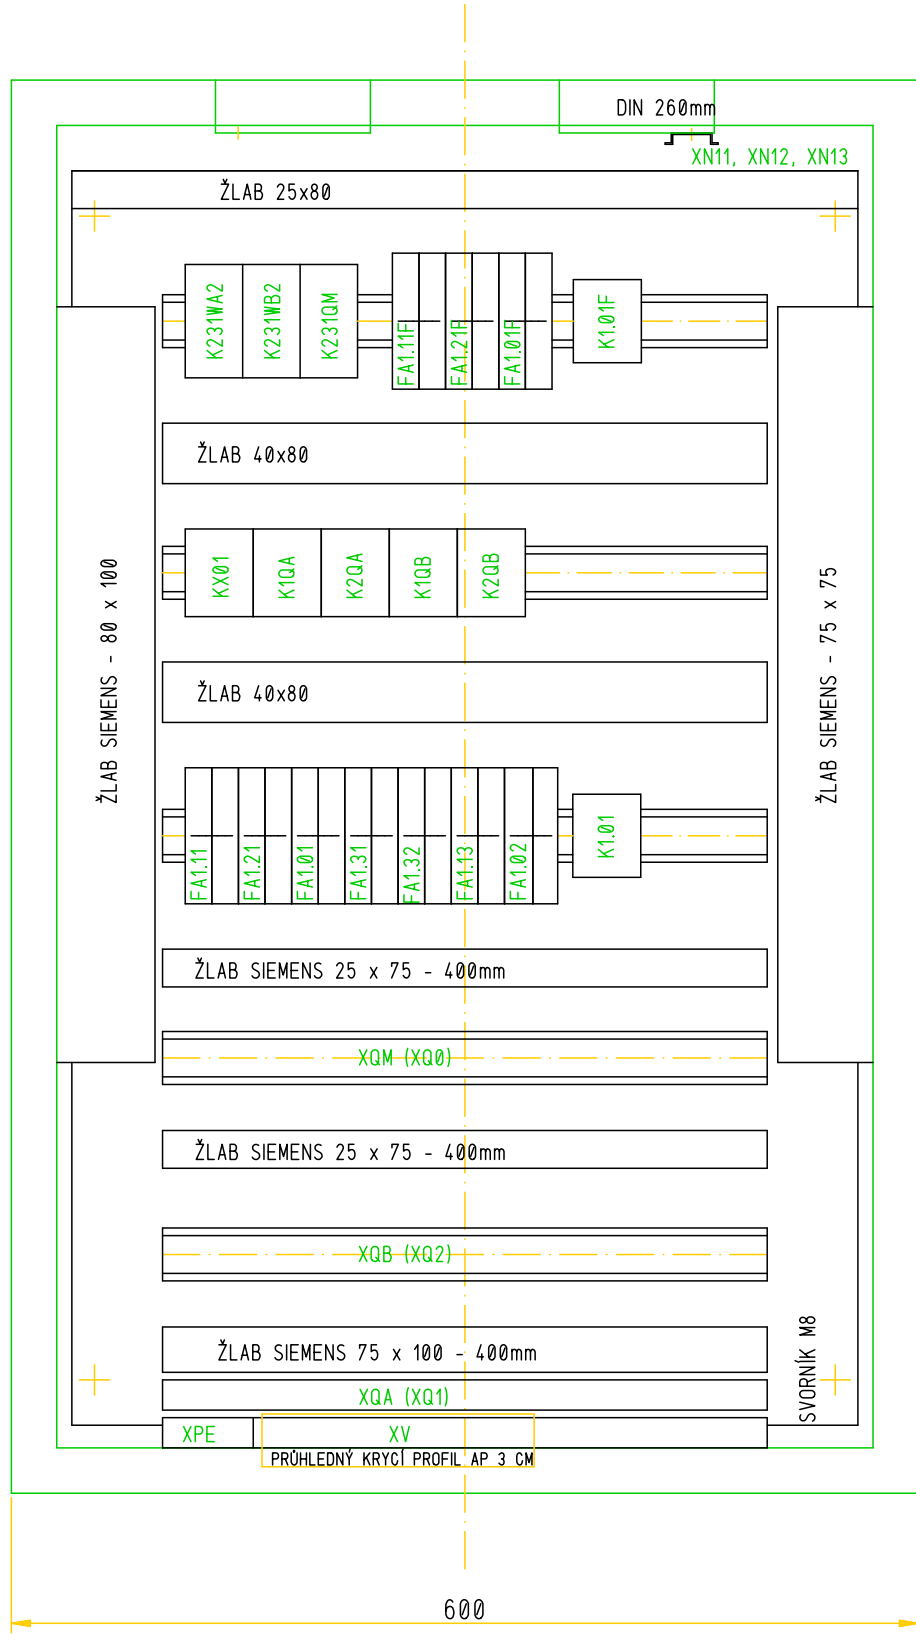 DIN 260mm
XN11, XN12, XN13
ŽLAB 25x80
K231WA2
K231WB2
K231QM
FA1.11F
FA1.21F
FA1.01F
K1.01F
ŽLAB 40x80
ŽLAB SIEMENS - 80 x 100
KX01
K1QA
K2QA
K1QB
K2QB
ŽLAB SIEMENS - 75 x 75
ŽLAB 40x80
FA1.11
FA1.21
FA1.01
FA1.31
FA1.32
FA1.13
FA1.02
K1.01
ŽLAB SIEMENS 25 x 75 - 400mm
XQM (XQ0)
ŽLAB SIEMENS 25 x 75 - 400mm
XQB (XQ2)
ŽLAB SIEMENS 75 x 100 - 400mm
SVORNÍK M8
XQA (XQ1)
XPE
XV
PRŮHLEDNÝ KRYCÍ PROFIL AP 3 CM
600